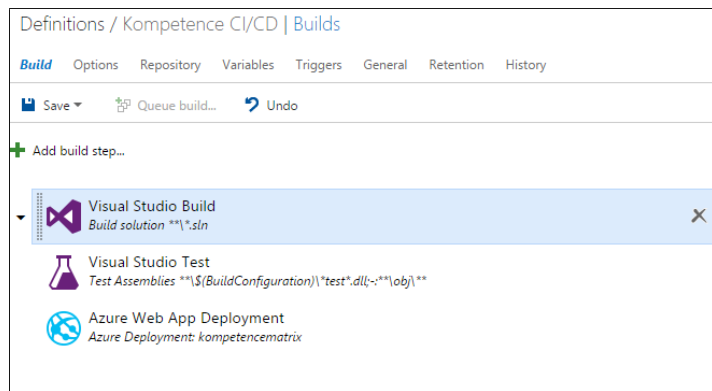 Definitions / Kompetence CI/CD | Builds
Build Options Repository Variables Triggers General Retention History
Save Queue build... Undo
Add build step...
Visual Studio Build
Build solution **\*.sln
Visual Studio Test
Test Assemblies **\$(BuildConfiguration)\*test*.dll;-:**\obj\**
Azure Web App Deployment
Azure Deployment: kompetencematrix